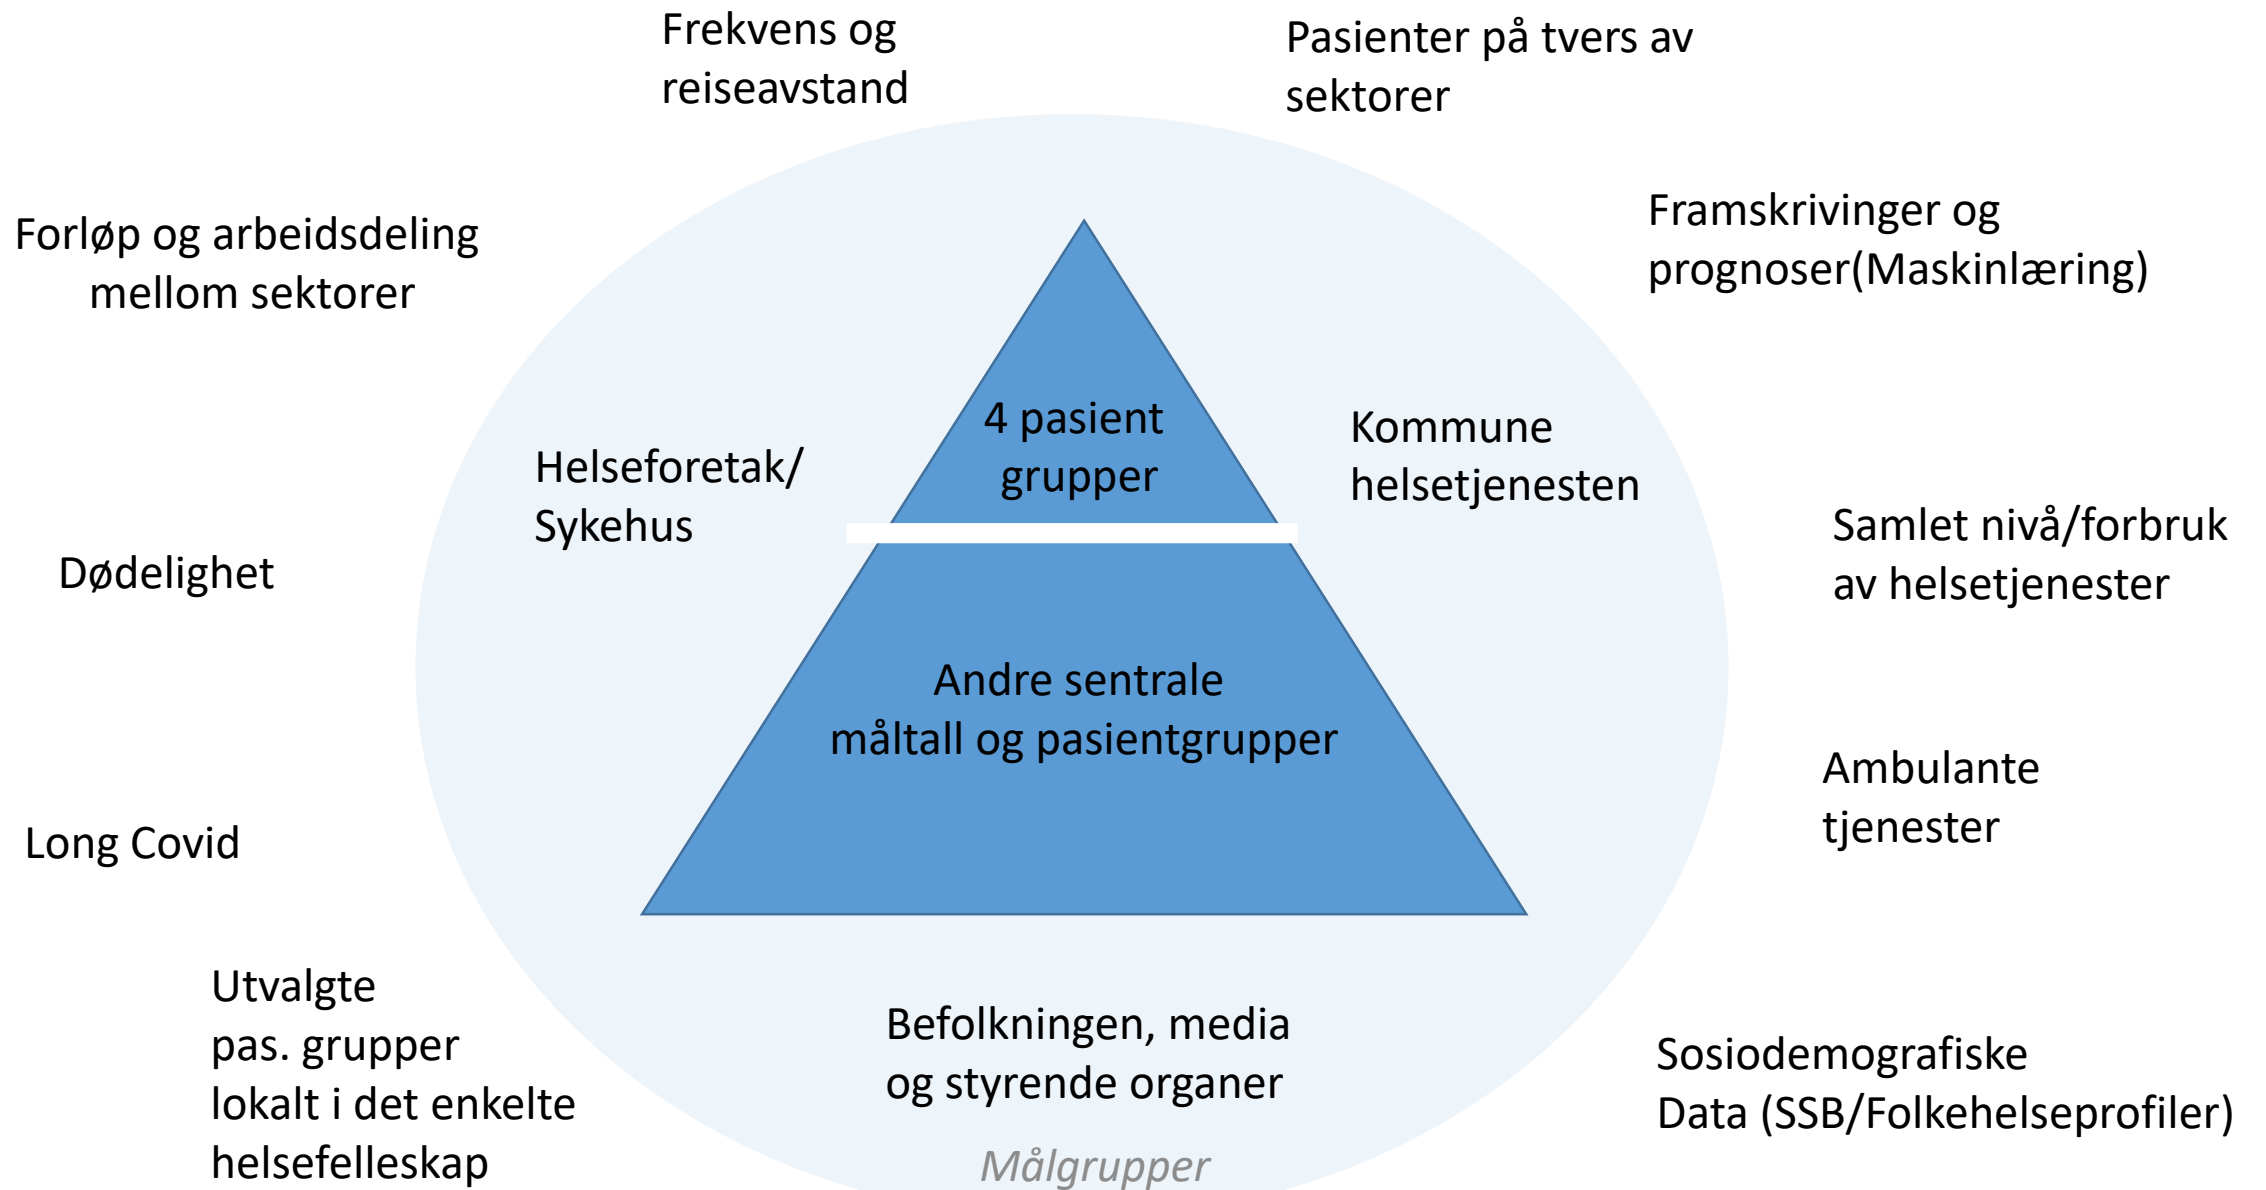 Frekvens og
reiseavstand
Pasienter på tvers av
sektorer
Forløp og arbeidsdeling
mellom sektorer
Framskrivinger og
prognoser(Maskinlæring)
4 pasient
grupper
Helseforetak/
Sykehus
Kommune
helsetjenesten
Dødelighet
Samlet nivå/forbruk
av helsetjenester
Andre sentrale
måltall og pasientgrupper
Long Covid
Ambulante
tjenester
Utvalgte
pas. grupper
lokalt i det enkelte
helsefelleskap
Befolkningen, media
og styrende organer
Målgrupper
Sosiodemografiske
Data (SSB/Folkehelseprofiler)